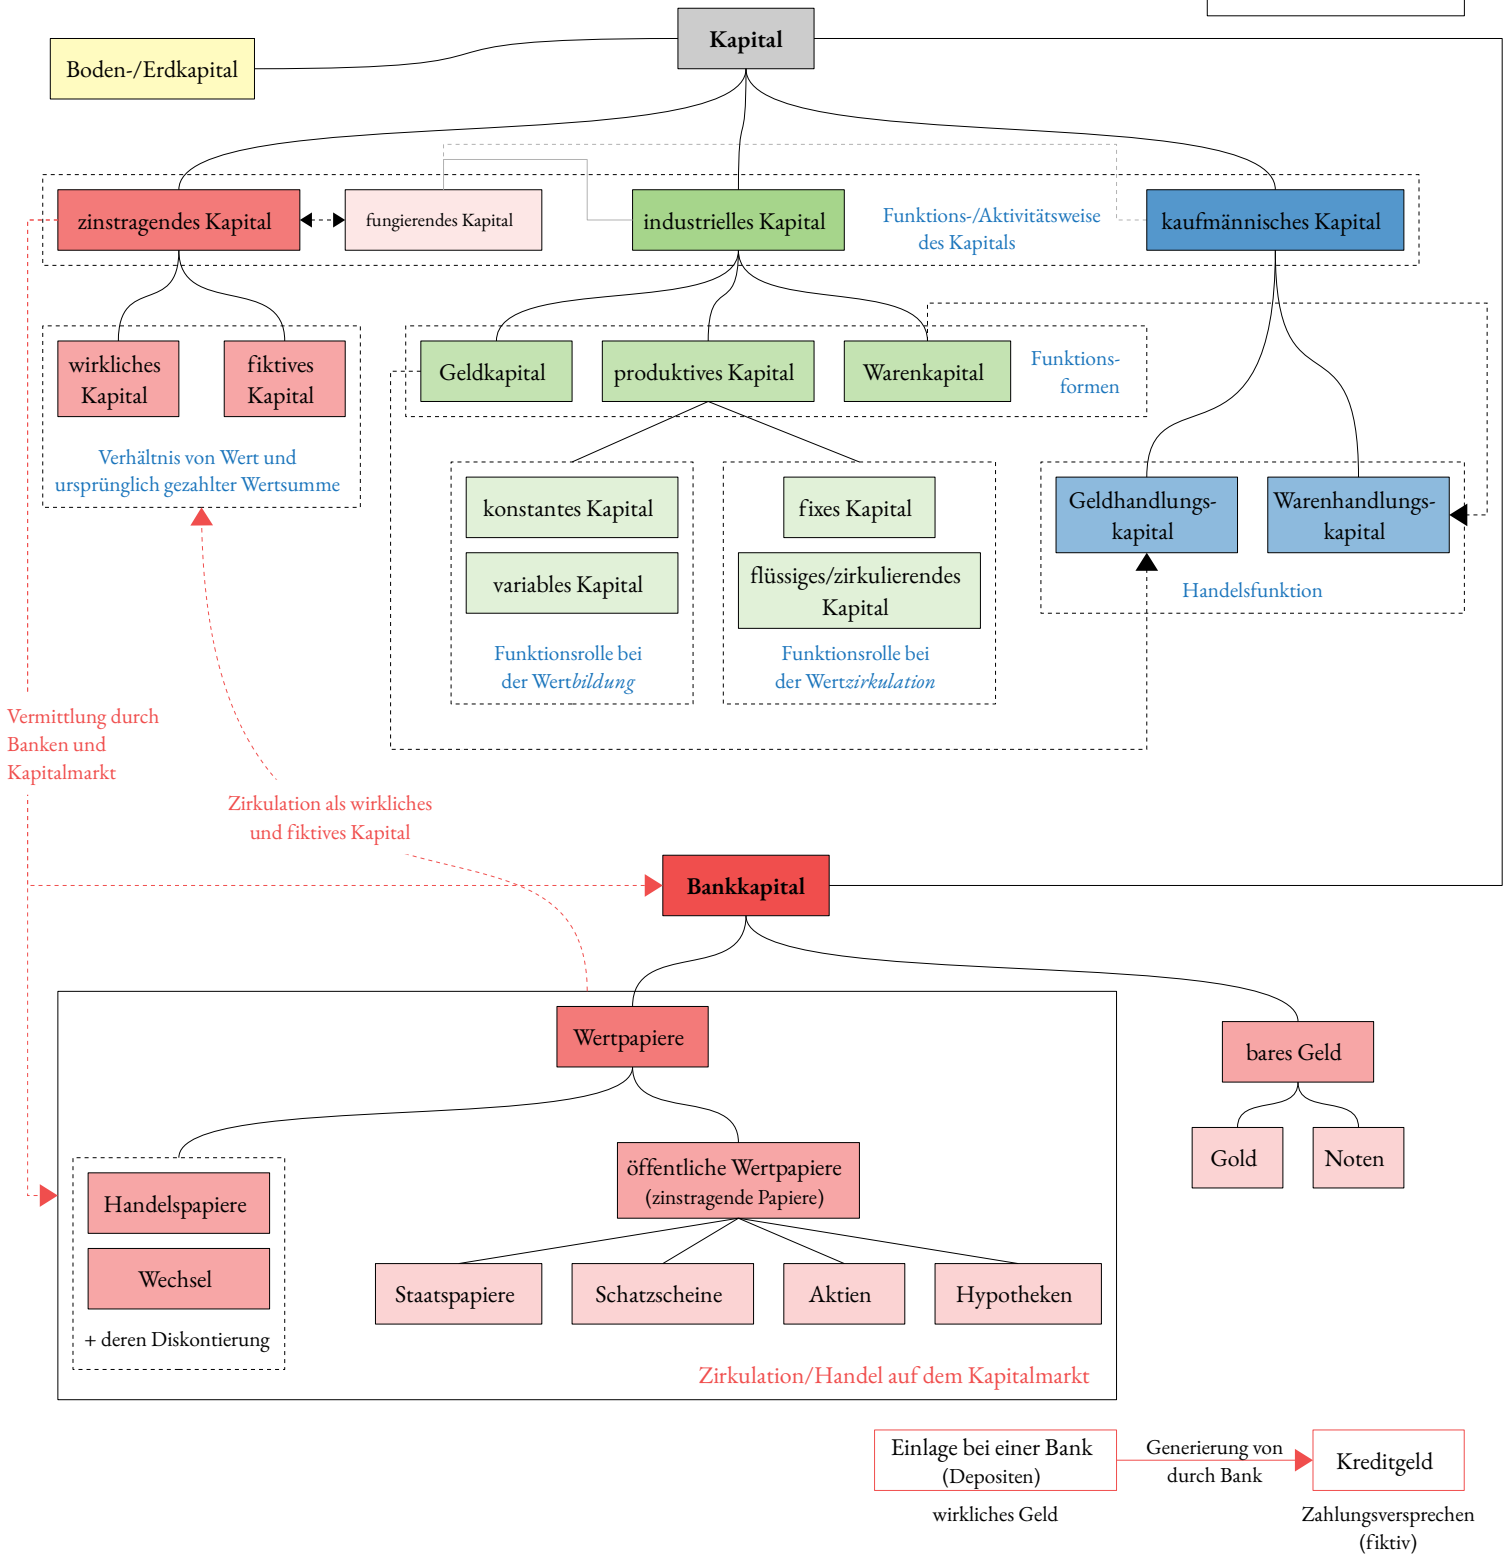 Kapital
Boden-/Erdkapital
zinstragendes Kapital
fungierendes Kapital
industrielles Kapital
Funktions-/Aktivitätsweise
des Kapitals
kaufmännisches Kapital
wirkliches
Kapital
fiktives
Kapital
Verhältnis von Wert und
ursprünglich gezahlter Wertsumme
Geldkapital
produktives Kapital
Warenkapital
Funktions-
formen
konstantes Kapital
variables Kapital
Funktionsrolle bei
der Wertbildung
fixes Kapital
flüssiges/zirkulierendes
Kapital
Funktionsrolle bei
der Wertzirkulation
Geldhandlungs-
kapital
Warenhandlungs-
kapital
Handelsfunktion
Vermittlung durch
Banken und
Kapitalmarkt
Zirkulation als wirkliches
und fiktives Kapital
Bankkapital
Wertpapiere
bares Geld
Gold
Noten
öffentliche Wertpapiere
(zinstragende Papiere)
Handelspapiere
Wechsel
+ deren Diskontierung
Staatspapiere
Schatzscheine
Aktien
Hypotheken
Zirkulation/Handel auf dem Kapitalmarkt
Einlage bei einer Bank
(Depositen)
wirkliches Geld
Generierung von
durch Bank
Kreditgeld
Zahlungsversprechen
(fiktiv)